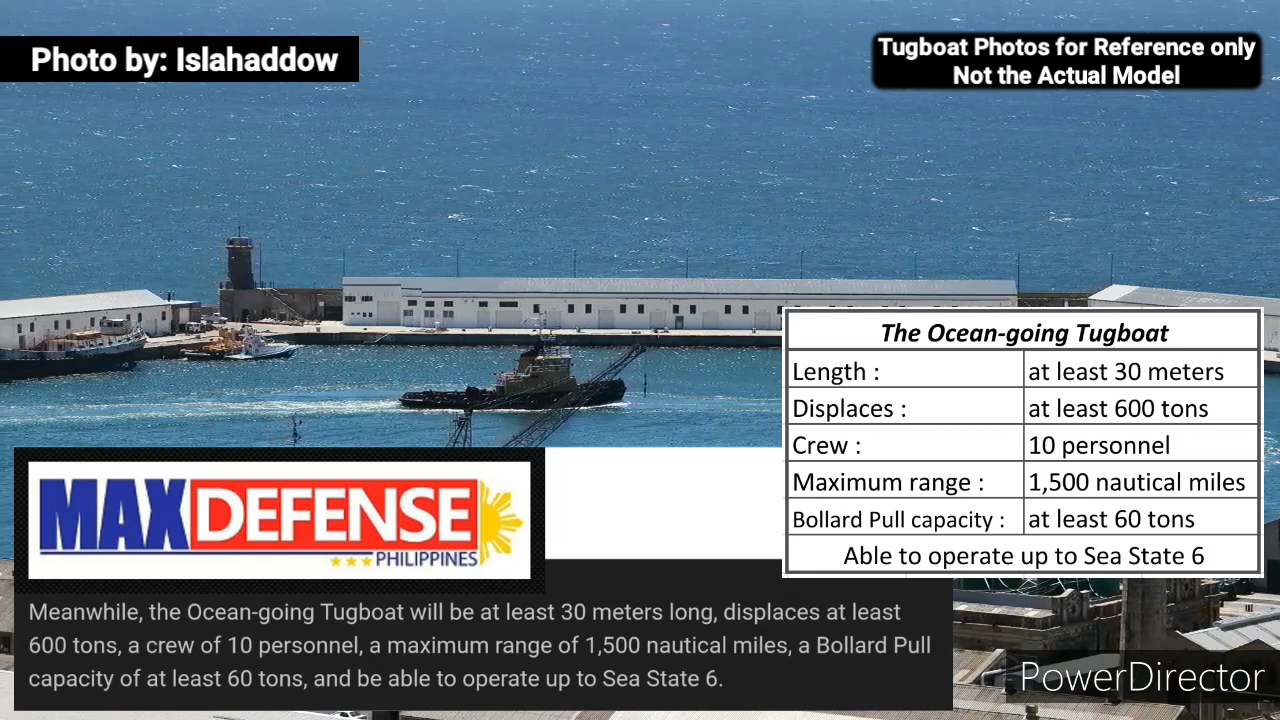 Photo by: Islahaddow
Tugboat Photos for Reference only
Not the Actual Model
The Ocean-going Tugboat
Length : at least 30 meters
Displaces : at least 600 tons
Crew : 10 personnel
Maximum range : 1,500 nautical miles
Bollard Pull capacity : at least 60 tons
Able to operate up to Sea State 6
MAXDEFENSE
PHILIPPINES
Meanwhile, the Ocean-going Tugboat will be at least 30 meters long, displaces at least
600 tons, a crew of 10 personnel, a maximum range of 1,500 nautical miles, a Bollard Pull
capacity of at least 60 tons, and be able to operate up to Sea State 6.
PowerDirector